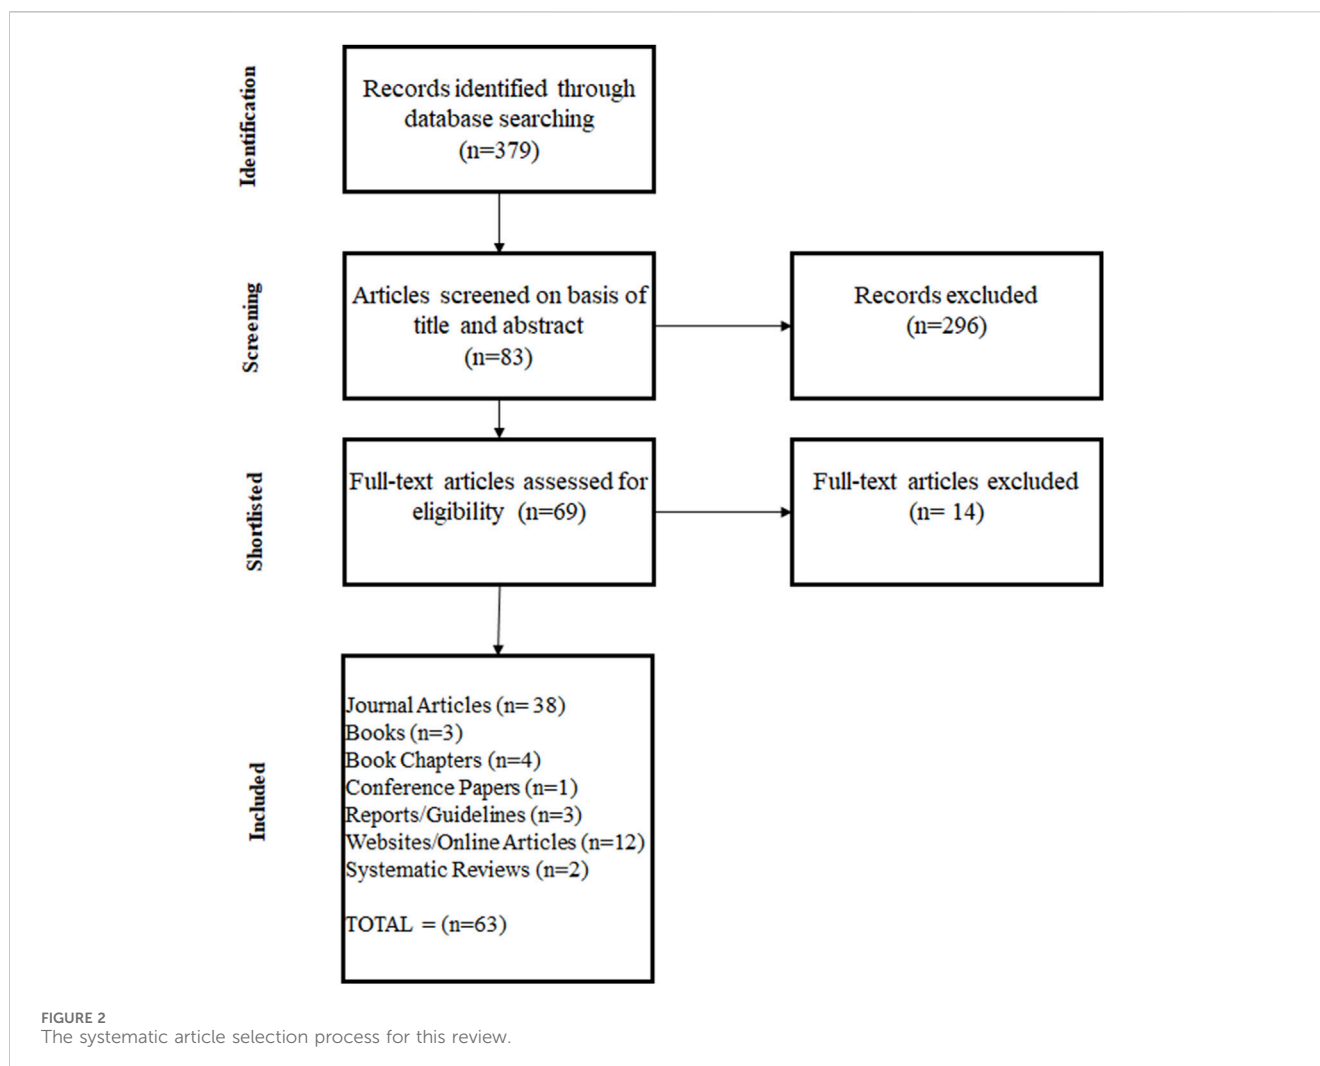 Identification
Records identified through
database searching
(n=379)
Screening
Articles screened on basis of
title and abstract
(n=83)
Records excluded
(n=296)
Shortlisted
Full-text articles assessed for
eligibility (n=69)
Full-text articles excluded
(n= 14)
Included
Journal Articles (n= 38)
Books (n=3)
Book Chapters (n=4)
Conference Papers (n=1)
Reports/Guidelines (n=3)
Websites/Online Articles (n=12)
Systematic Reviews (n=2)
TOTAL = (n=63)
FIGURE 2
The systematic article selection process for this review.